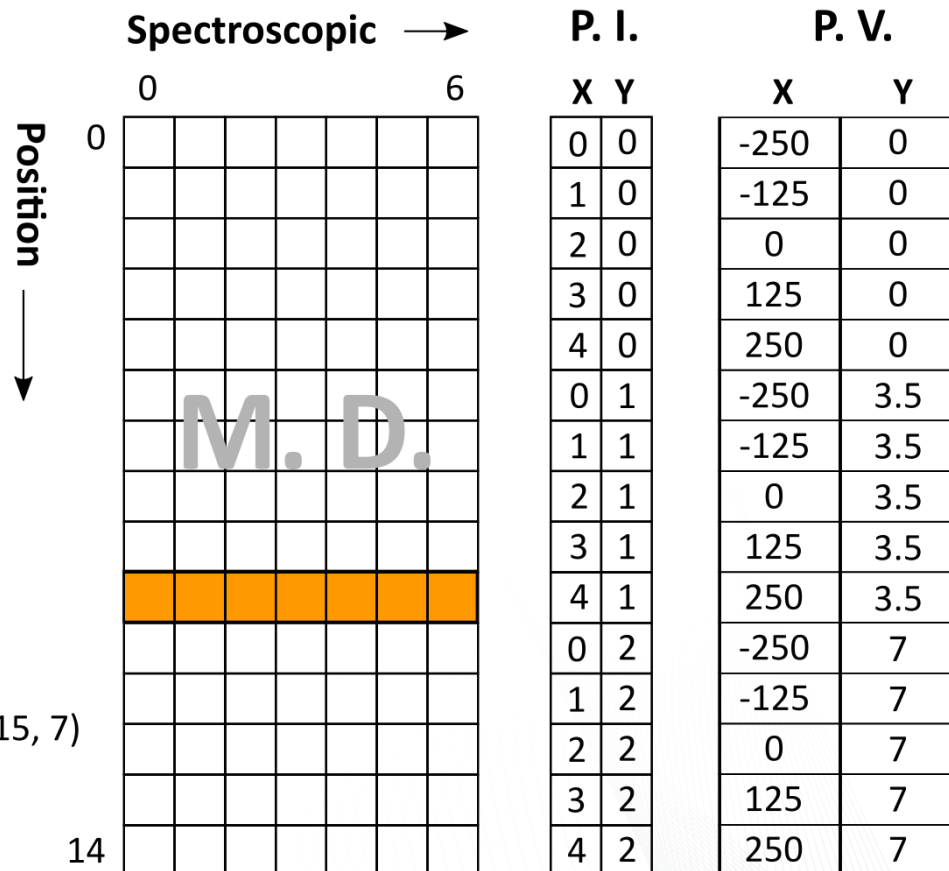 Spectroscopic → P. I. P. V.
0 6 X Y X Y
Position →
0 0 0 -250 0
1 0 -125 0
2 0 0 0
3 0 125 0
4 0 250 0
0 1 -250 3.5
M. D. 1 1 -125 3.5
2 1 0 3.5
3 1 125 3.5
4 1 250 3.5
0 2 -250 7
1 2 -125 7
15, 7) 2 2 0 7
3 2 125 7
14 4 2 250 7